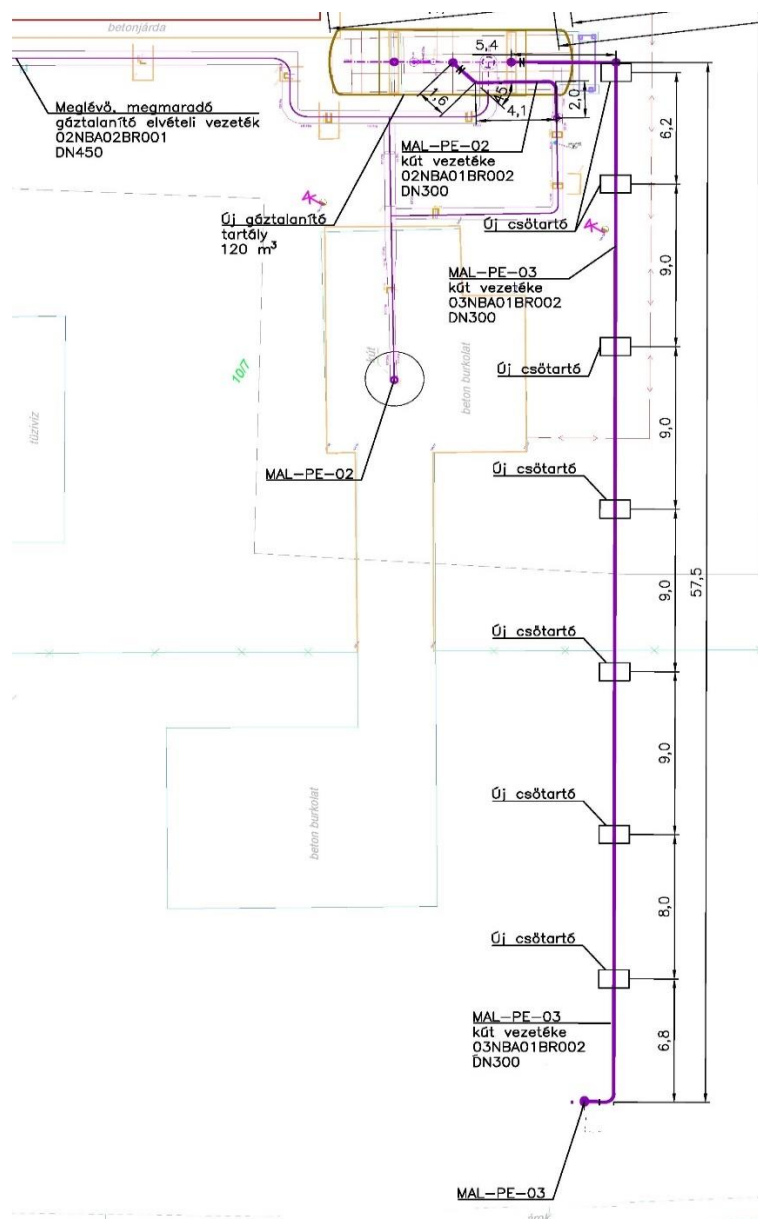 betonjárda
5,4
Meglévő, megmaradó
gáztalanító elvételi vezeték
02NBA02BR001
DN450
1,6
45
4,1
2,0
6,2
MAL-PE-02
kút vezetéke
02NBA01BR002
DN300
Új gáztalanító
tartály
120 m³
Új csőtartó
MAL-PE-03
kút vezetéke
03NBA01BR002
DN300
9,0
kút
beton burkolat
10/7
Új csőtartó
tüzivíz
9,0
MAL-PE-02
Új csőtartó
9,0
57,5
Új csőtartó
9,0
beton burkolat
Új csőtartó
8,0
Új csőtartó
MAL-PE-03
kút vezetéke
03NBA01BR002
DN300
6,8
MAL-PE-03
árok